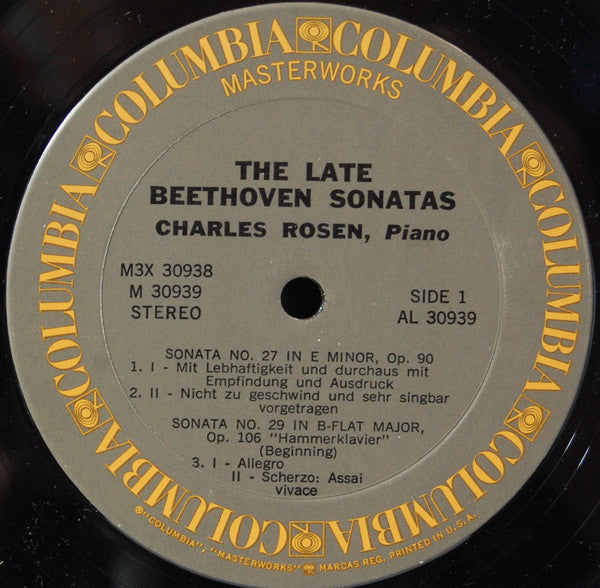 COLUMBIA COLUMBIA COLUMBIA COLUMBIA COLUMBIA COLUMBIA COLUMBIA COLUMBIA
MASTERWORKS
THE LATE
BEETHOVEN SONATAS
CHARLES ROSEN, Piano
M3X 30938
M 30939
STEREO
SIDE 1
AL 30939
SONATA NO. 27 IN E MINOR, Op. 90
1. I - Mit Lebhaftigkeit und durchaus mit
Empfindung und Ausdruck
2. II - Nicht zu geschwind und sehr singbar
vorgetragen
SONATA NO. 29 IN B-FLAT MAJOR,
Op. 106 "Hammerklavier"
(Beginning)
3. I - Allegro
II - Scherzo: Assai
vivace
® "COLUMBIA", "MASTERWORKS" MARCAS REG. PRINTED IN U.S.A.